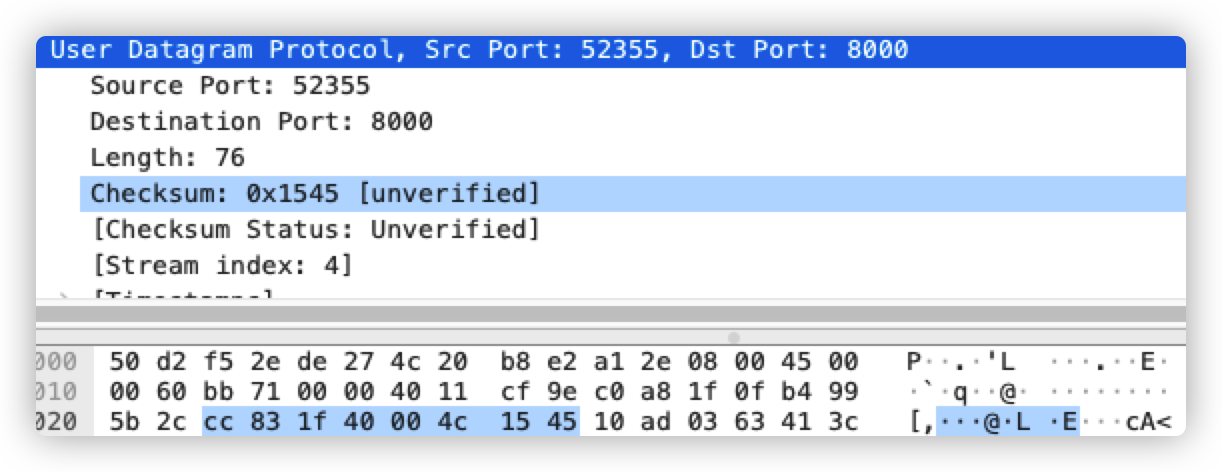 User Datagram Protocol, Src Port: 52355, Dst Port: 8000
Source Port: 52355
Destination Port: 8000
Length: 76
Checksum: 0x1545 [unverified]
[Checksum Status: Unverified]
[Stream index: 4]
[Timestamps]
000 50 d2 f5 2e de 27 4c 20 b8 e2 a1 2e 08 00 45 00 P··.·'L ···.··E·
010 00 60 bb 71 00 00 40 11 cf 9e c0 a8 1f 0f b4 99 ·`·q··@· ········
020 5b 2c cc 83 1f 40 00 4c 15 45 10 ad 03 63 41 3c [,···@·L ·E···cA<